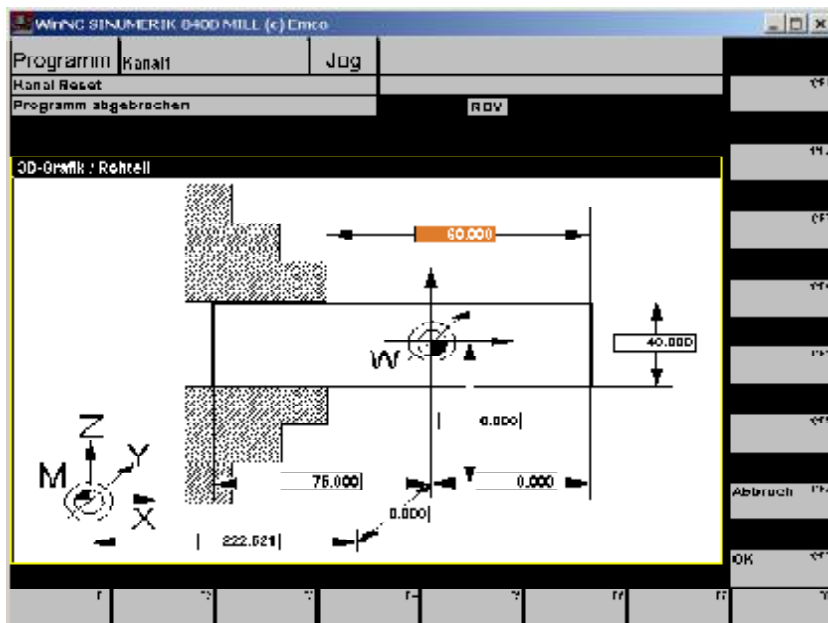 WinNC SINUMERIK 840D MILL (c) Emco
Programm Kanal1 Jog
Kanal Reset
Programm abgebrochen ROV
3D-Grafik / Rohteil
60.000
40.000
W
0.000
Z
Y
M
X
75.000
0.000
0.000
222.521
Abbruch
OK